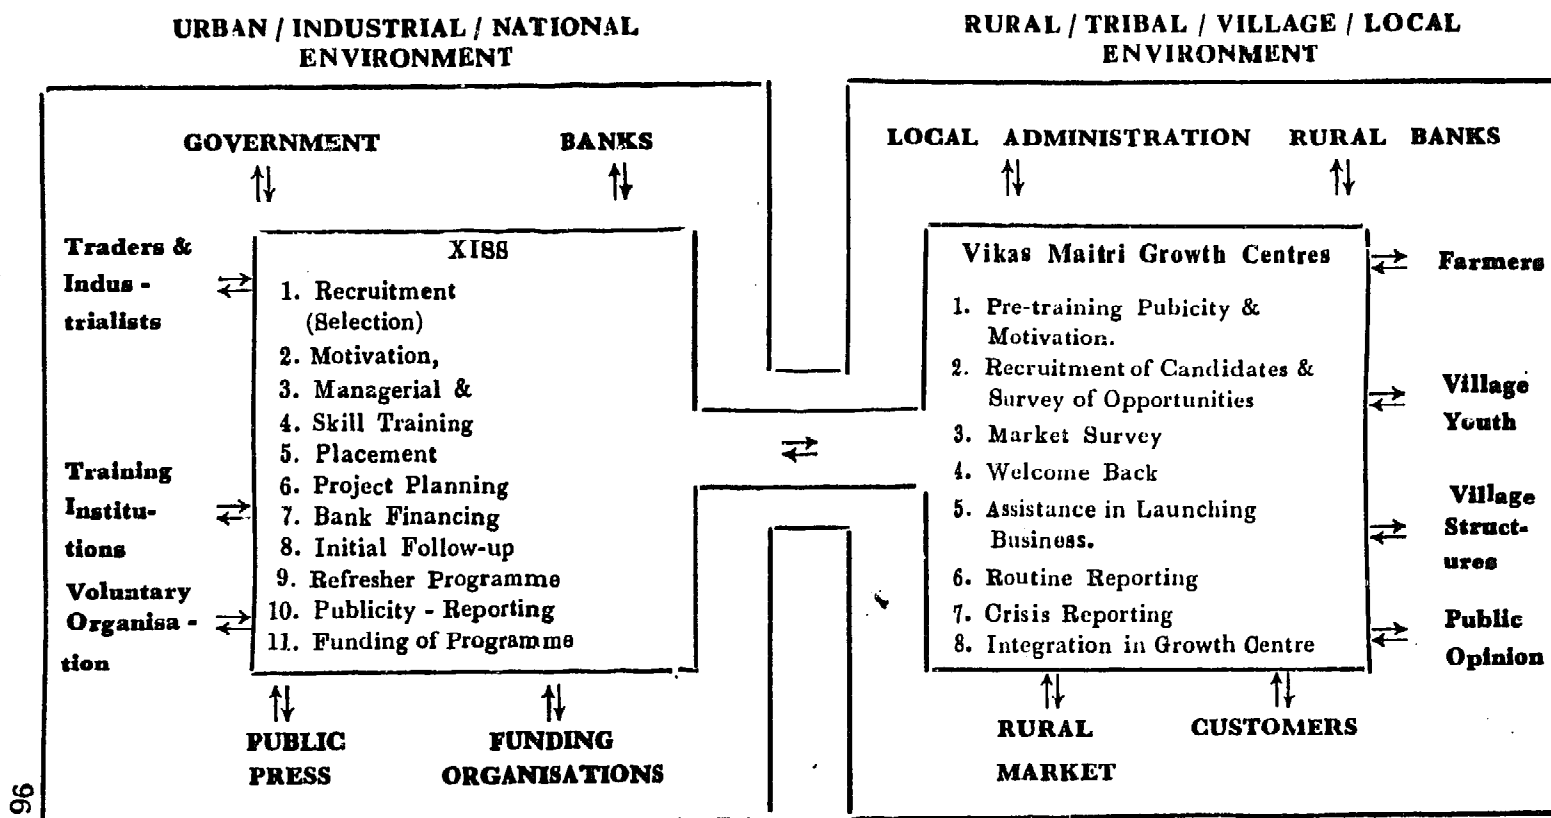 URBAN / INDUSTRIAL / NATIONAL
ENVIRONMENT
GOVERNMENT
BANKS
Traders &
Indus -
trialists
Training
Institu-
tions
Voluntary
Organisa -
tion
XISS
1. Recruitment
(Selection)
2. Motivation,
3. Managerial &
4. Skill Training
5. Placement
6. Project Planning
7. Bank Financing
8. Initial Follow-up
9. Refresher Programme
10. Publicity - Reporting
11. Funding of Programme
PUBLIC
PRESS
FUNDING
ORGANISATIONS
RURAL / TRIBAL / VILLAGE / LOCAL
ENVIRONMENT
LOCAL ADMINISTRATION
RURAL BANKS
Vikas Maitri Growth Centres
1. Pre-training Pubicity &
Motivation.
2. Recruitment of Candidates &
Survey of Opportunities
3. Market Survey
4. Welcome Back
5. Assistance in Launching
Business.
6. Routine Reporting
7. Crisis Reporting
8. Integration in Growth Centre
Farmers
Village
Youth
Village
Struct-
ures
Public
Opinion
RURAL
MARKET
CUSTOMERS
96